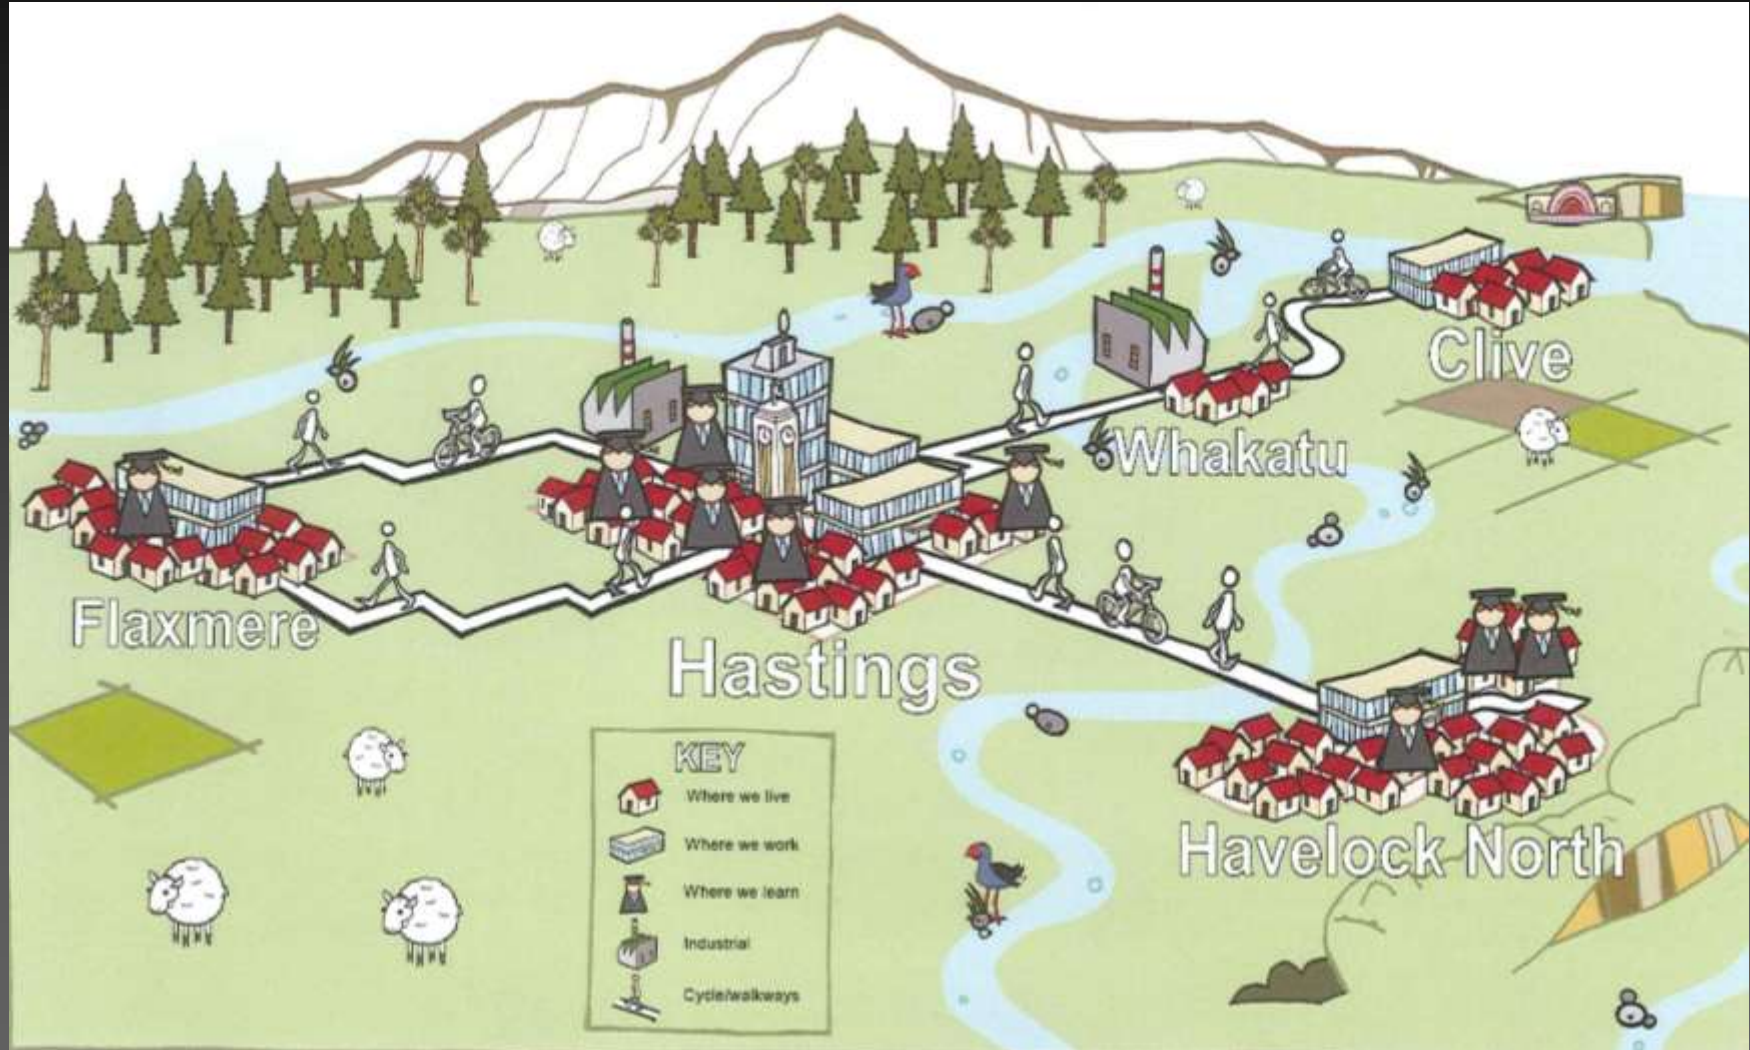 Clive
Whakatu
Flaxmere
Hastings
Havelock North
KEY
Where we live
Where we work
Where we learn
Industrial
Cycle/walkways